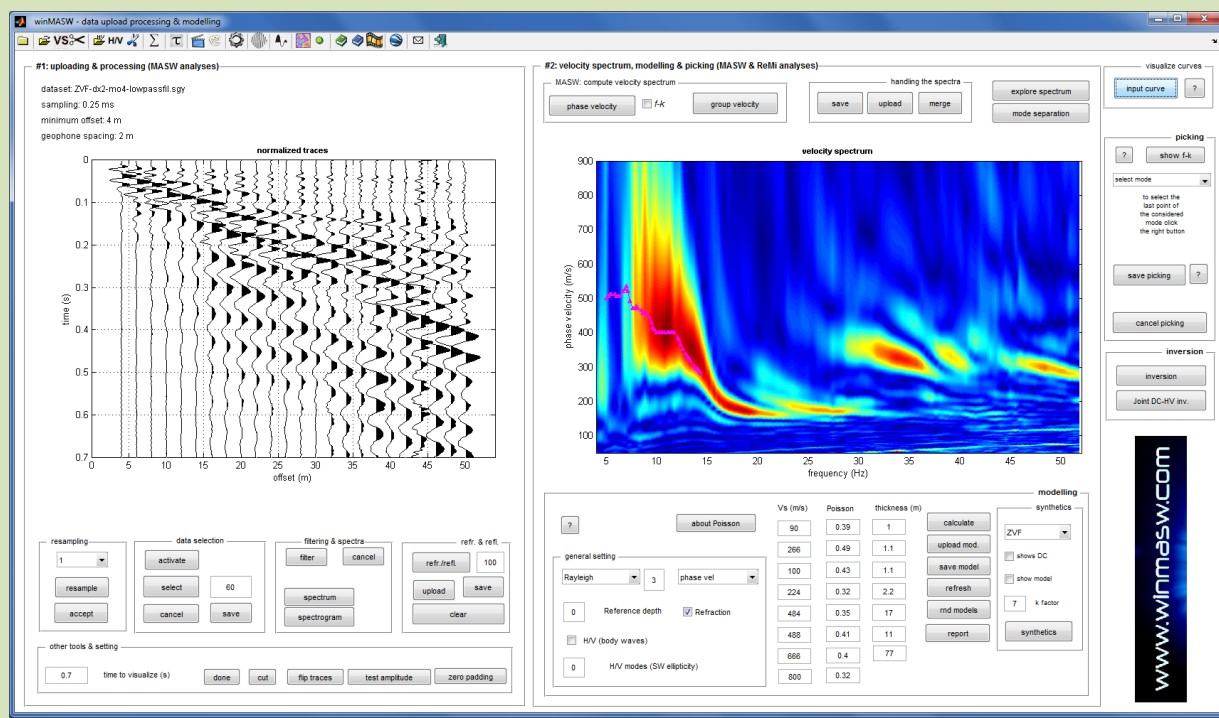 winMASW - data upload processing & modelling
VS
H/V
#1: uploading & processing (MASW analyses)
dataset: ZVF-dx2-mo4-lowpassfil.sgy
sampling: 0.25 ms
minimum offset: 4 m
geophone spacing: 2 m
normalized traces
0
0.1
0.2
0.3
0.4
0.5
0.6
0.7
time (s)
0 5 10 15 20 25 30 35 40 45 50
offset (m)
resampling
1
resample
accept
data selection
activate
select
60
cancel
save
filtering & spectra
filter
cancel
spectrum
spectrogram
refr. & refl.
refr./refl.
100
upload
save
clear
other tools & setting
0.7
time to visualize (s)
done
cut
flip traces
test amplitude
zero padding
#2: velocity spectrum, modelling & picking (MASW & ReMi analyses)
MASW: compute velocity spectrum
phase velocity
f-k
group velocity
handling the spectra
save
upload
merge
explore spectrum
mode separation
velocity spectrum
900
800
700
600
500
400
300
200
100
phase velocity (m/s)
5 10 15 20 25 30 35 40 45 50
frequency (Hz)
modelling
?
about Poisson
general setting
Rayleigh
3
phase vel
0
Reference depth
Refraction
H/V (body waves)
0
H/V modes (SW ellipticity)
Vs (m/s) Poisson thickness (m)
90 0.39 1
266 0.49 1.1
100 0.43 1.1
224 0.32 2.2
484 0.35 17
488 0.41 11
666 0.4 77
800 0.32
calculate
upload mod.
save model
refresh
rnd models
report
synthetics
ZVF
shows DC
show model
7
k factor
synthetics
visualize curves
input curve
?
picking
?
show f-k
select mode
to select the
last point of
the considered
mode click
the right button
save picking
?
cancel picking
inversion
inversion
Joint DC-HV inv.
www.winmasw.com